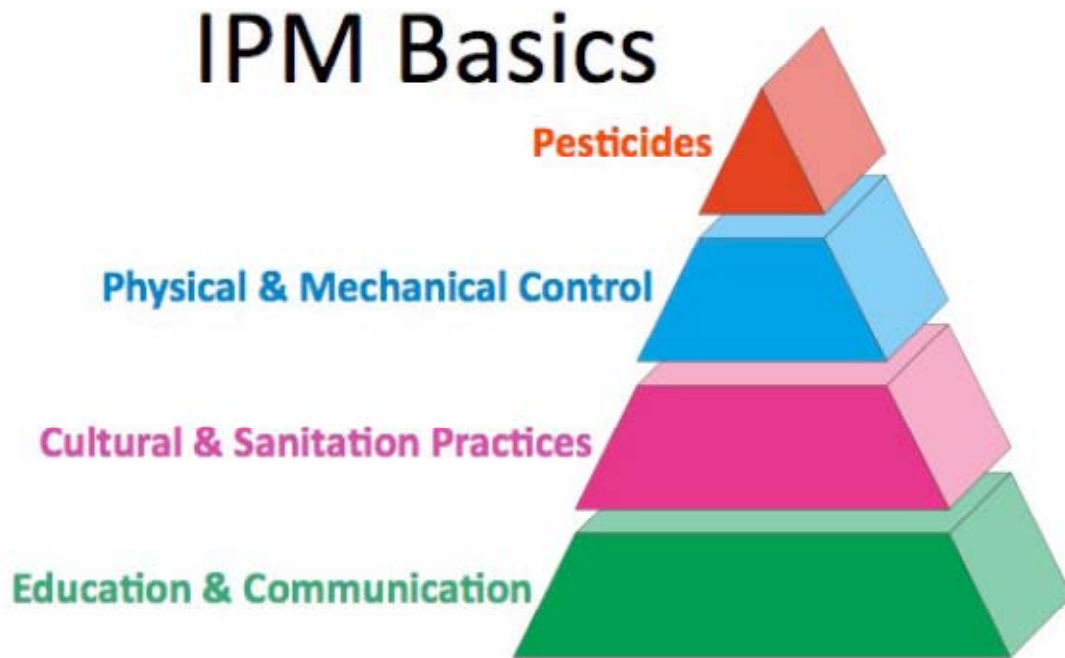 IPM Basics
Pesticides
Physical & Mechanical Control
Cultural & Sanitation Practices
Education & Communication